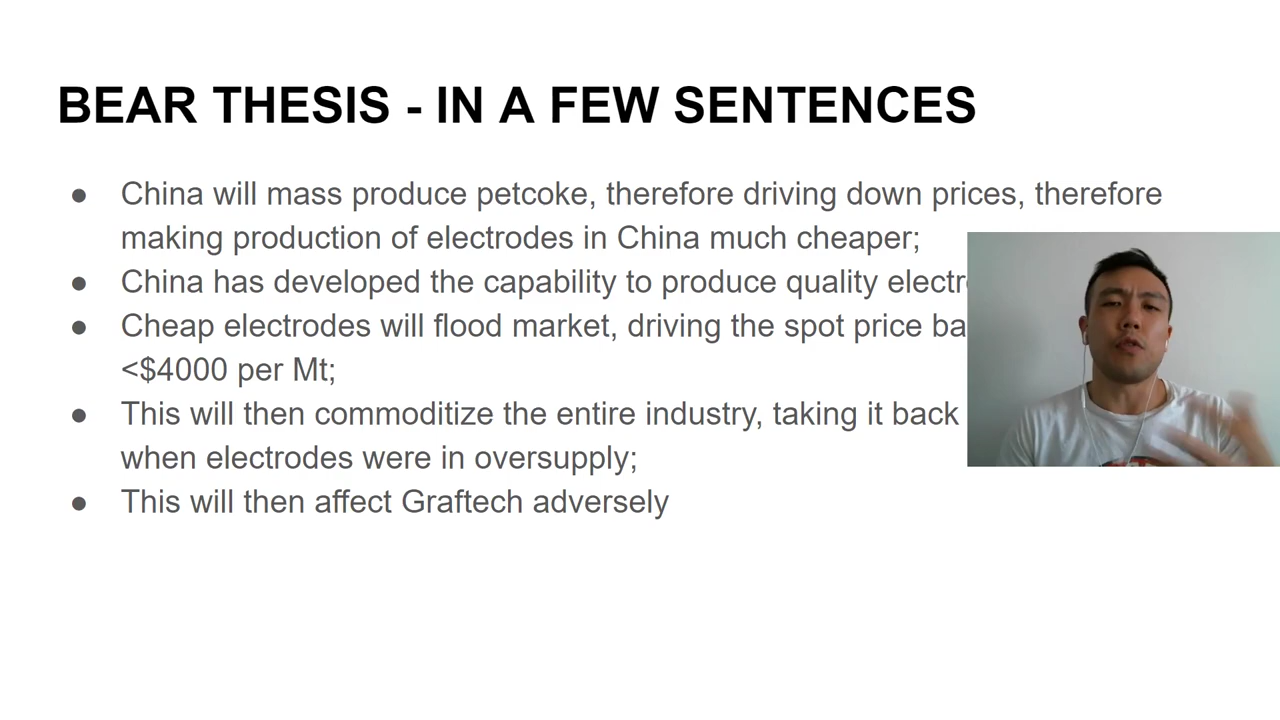 BEAR THESIS - IN A FEW SENTENCES
● China will mass produce petcoke, therefore driving down prices, therefore
making production of electrodes in China much cheaper;
● China has developed the capability to produce quality
● Cheap electrodes will flood market, driving the spot price
<$4000 per Mt;
● This will then commoditize the entire industry, taking it back
when electrodes were in oversupply;
● This will then affect Graftech adversely